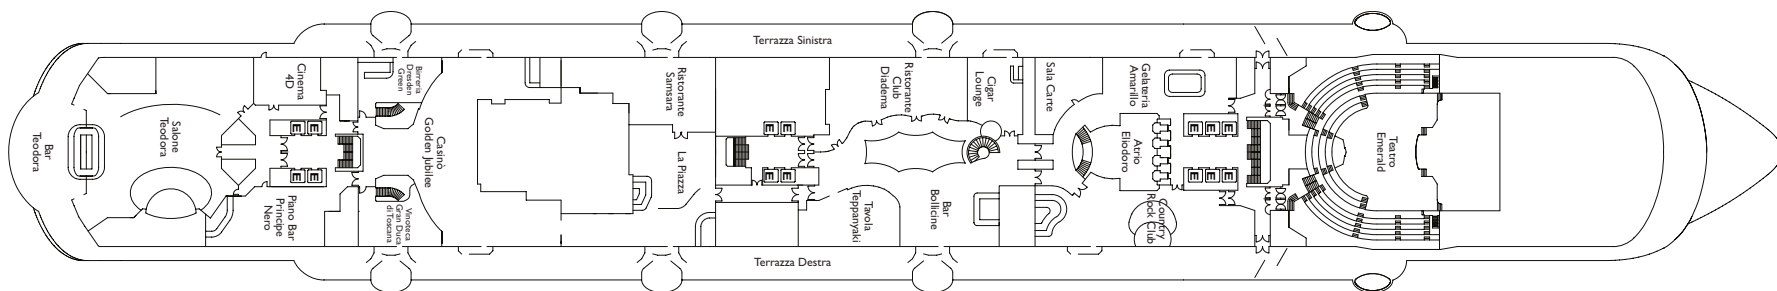 Terrazza Sinistra
Bar
Teodora
Salone
Teodora
Cinema
4D
Piano Bar
Principe
Nero
Birreria
Dresden
Green
Vinoteca
Gran Duca
di Toscana
Casinò
Golden Jubilee
Ristorante
Samsara
La Piazza
Tavola
Teppanyaki
Ristorante
Club
Diadema
Bar
Bollicine
Cigar
Lounge
Sala Carte
Gelateria
Amarillo
Atrio
Eliodoro
Country
Rock Club
Teatro
Emerald
E
E
E
E
E
E
E
E
E
E
E
E
E
E
Terrazza Destra